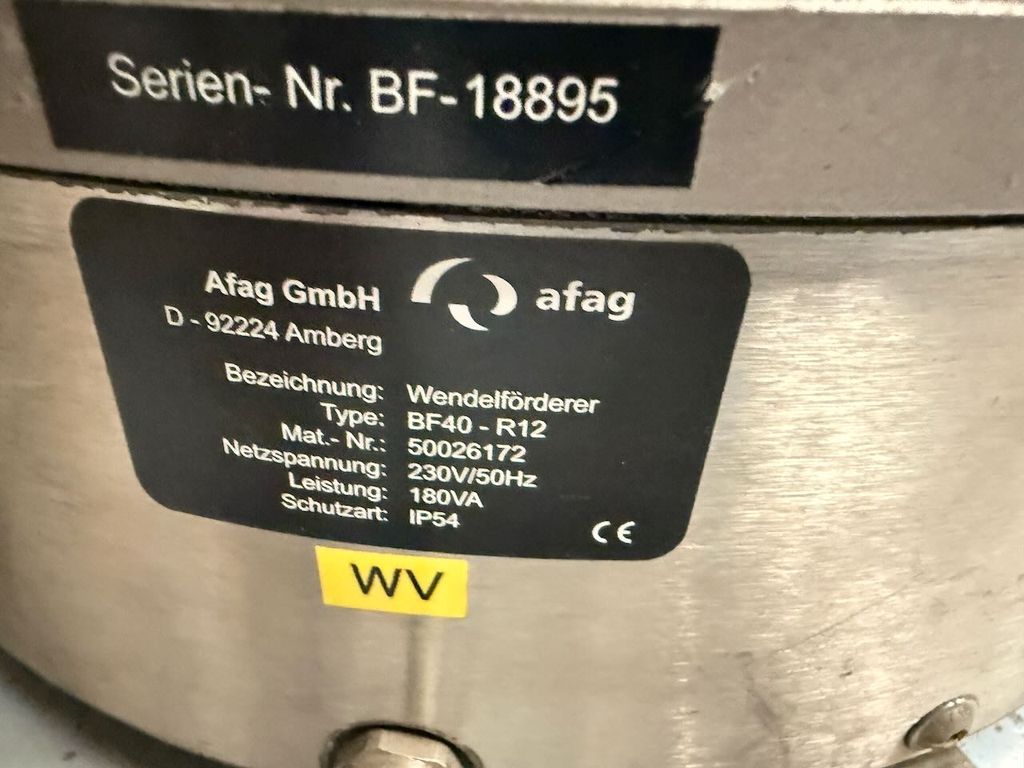 Serien- Nr. BF-18895
Afag GmbH
afag
D - 92224 Amberg
Bezeichnung: Wendelförderer
Type: BF40 - R12
Mat.- Nr.: 50026172
Netzspannung: 230V/50Hz
Leistung: 180VA
Schutzart: IP54
CE
WV